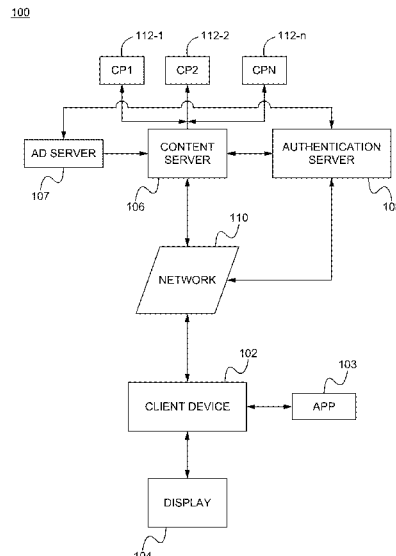 100
112-1
112-2
112-n
CP1
CP2
CPN
AD SERVER
CONTENT
SERVER
AUTHENTICATION
SERVER
107
106
110
NETWORK
102
103
CLIENT DEVICE
APP
DISPLAY
104